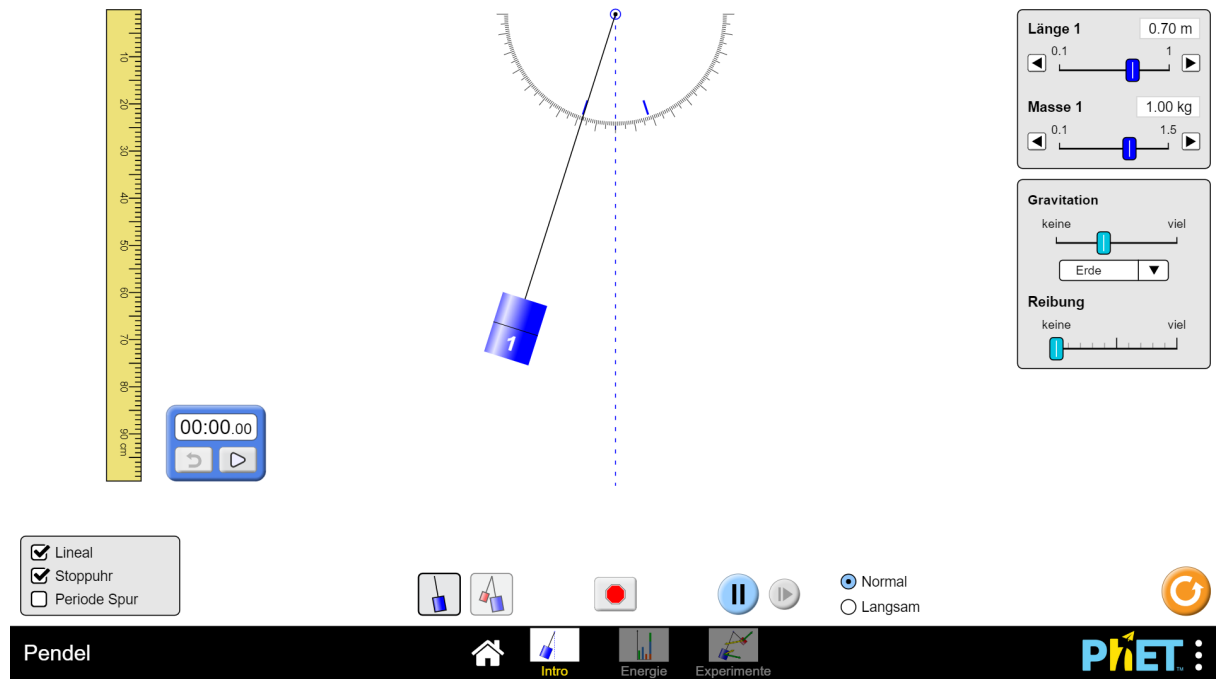 10
20
30
40
50
60
70
80
90 cm
00:00.00
1
Länge 1 0.70 m
0.1 1
Masse 1 1.00 kg
0.1 1.5
Gravitation
keine viel
Erde
Reibung
keine viel
Lineal
Stoppuhr
Periode Spur
Normal
Langsam
Pendel
Intro
Energie
Experimente
PhET